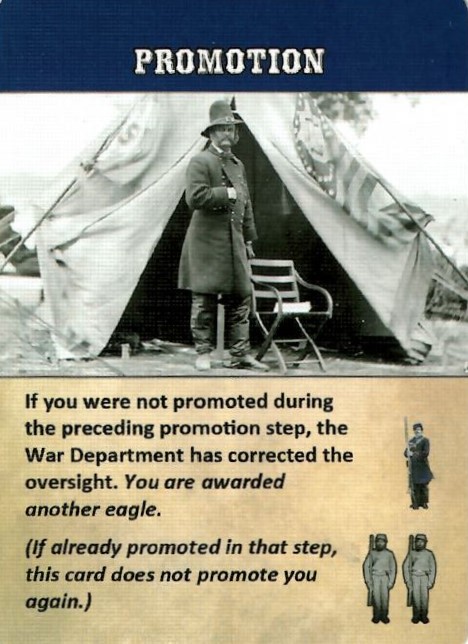 PROMOTION
If you were not promoted during
the preceding promotion step, the
War Department has corrected the
oversight. You are awarded
another eagle.
(If already promoted in that step,
this card does not promote you
again.)